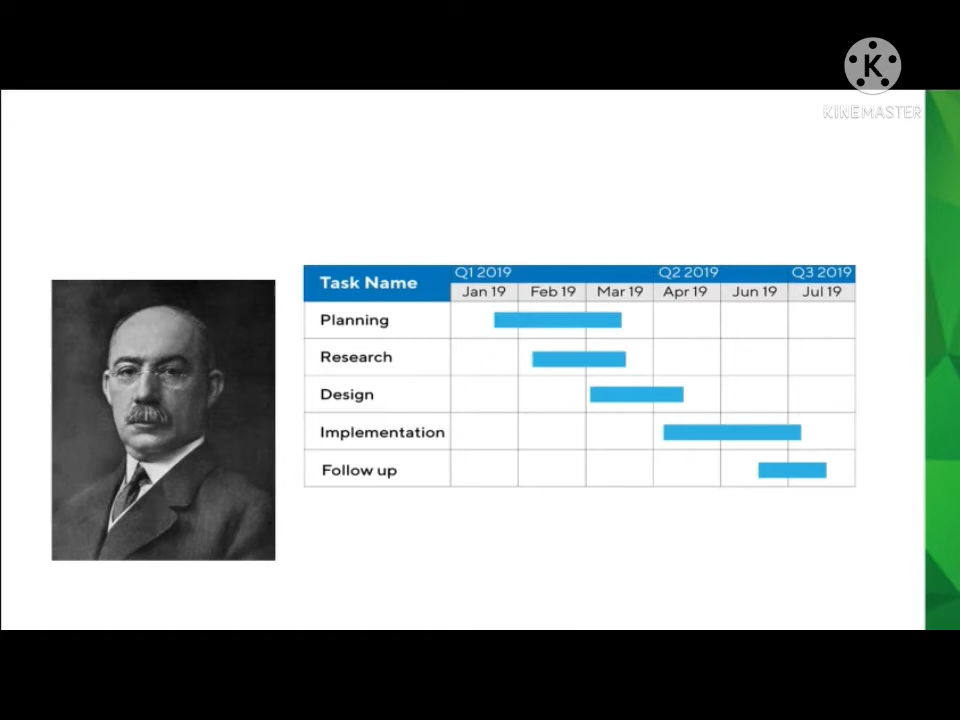 K
KINEMASTER
Task Name Q1 2019 Q2 2019 Q3 2019
Jan 19 Feb 19 Mar 19 Apr 19 Jun 19 Jul 19
Planning
Research
Design
Implementation
Follow up